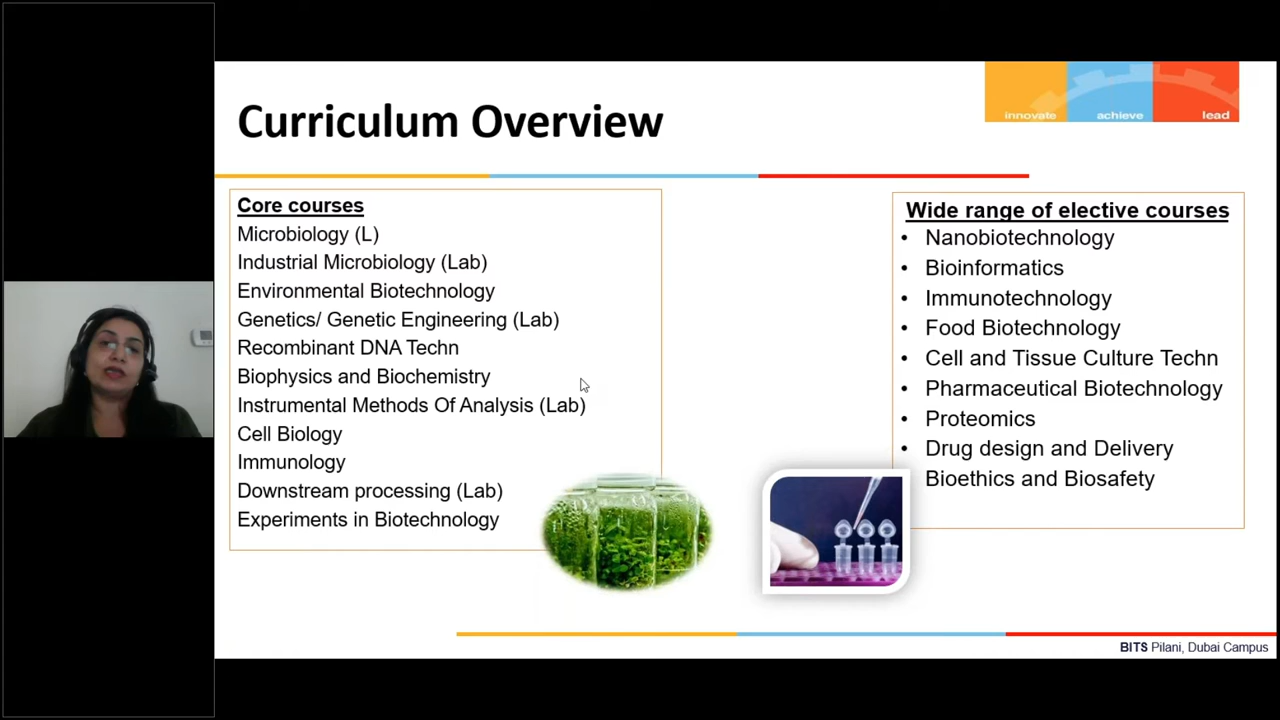 Curriculum Overview
innovate achieve lead
Core courses
Microbiology (L)
Industrial Microbiology (Lab)
Environmental Biotechnology
Genetics/ Genetic Engineering (Lab)
Recombinant DNA Techn
Biophysics and Biochemistry
Instrumental Methods Of Analysis (Lab)
Cell Biology
Immunology
Downstream processing (Lab)
Experiments in Biotechnology
Wide range of elective courses
• Nanobiotechnology
• Bioinformatics
• Immunotechnology
• Food Biotechnology
• Cell and Tissue Culture Techn
• Pharmaceutical Biotechnology
• Proteomics
• Drug design and Delivery
Bioethics and Biosafety
BITS Pilani, Dubai Campus